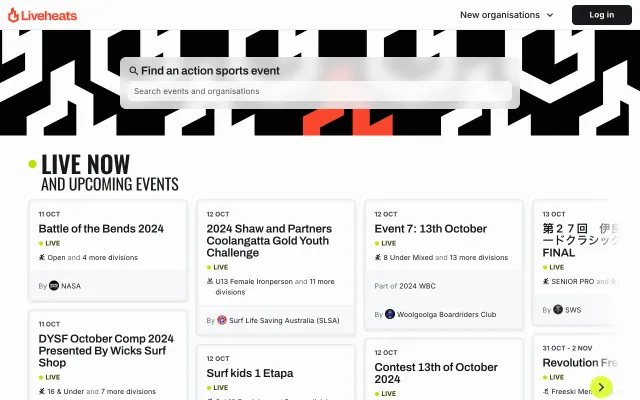 Liveheats
New organisations
Log in
Find an action sports event
Search events and organisations
LIVE NOW
AND UPCOMING EVENTS
11 OCT
Battle of the Bends 2024
LIVE
Open and 4 more divisions
By NASA
11 OCT
DYSF October Comp 2024
Presented By Wicks Surf
Shop
LIVE
16 & Under and 7 more divisions
12 OCT
2024 Shaw and Partners
Coolangatta Gold Youth
Challenge
LIVE
U13 Female Ironperson and 11 more
divisions
By Surf Life Saving Australia (SLSA)
12 OCT
Surf kids 1 Etapa
LIVE
12 OCT
Event 7: 13th October
LIVE
8 Under Mixed and 13 more divisions
Part of 2024 WBC
By Woolgoolga Boardriders Club
12 OCT
Contest 13th of October
2024
LIVE
13 OCT
第２７回 伊良
ードクラシック
FINAL
LIVE
SENIOR PRO and 9
By SWS
31 OCT - 2 NOV
Revolution Fre
LIVE
Freeski Men